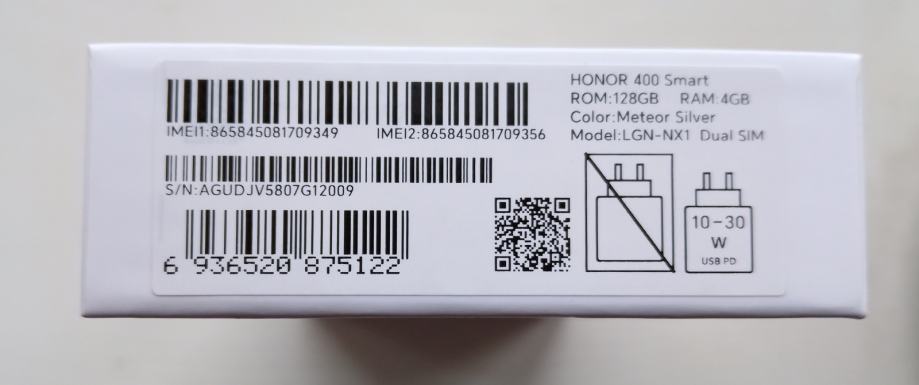 HONOR 400 Smart
ROM:128GB RAM:4GB
Color:Meteor Silver
Model:LGN-NX1 Dual SIM
IMEI1:865845081709349 IMEI2:865845081709356
S/N:AGUDJV5807G12009
6 936520 875122
10-30
W
USB PD